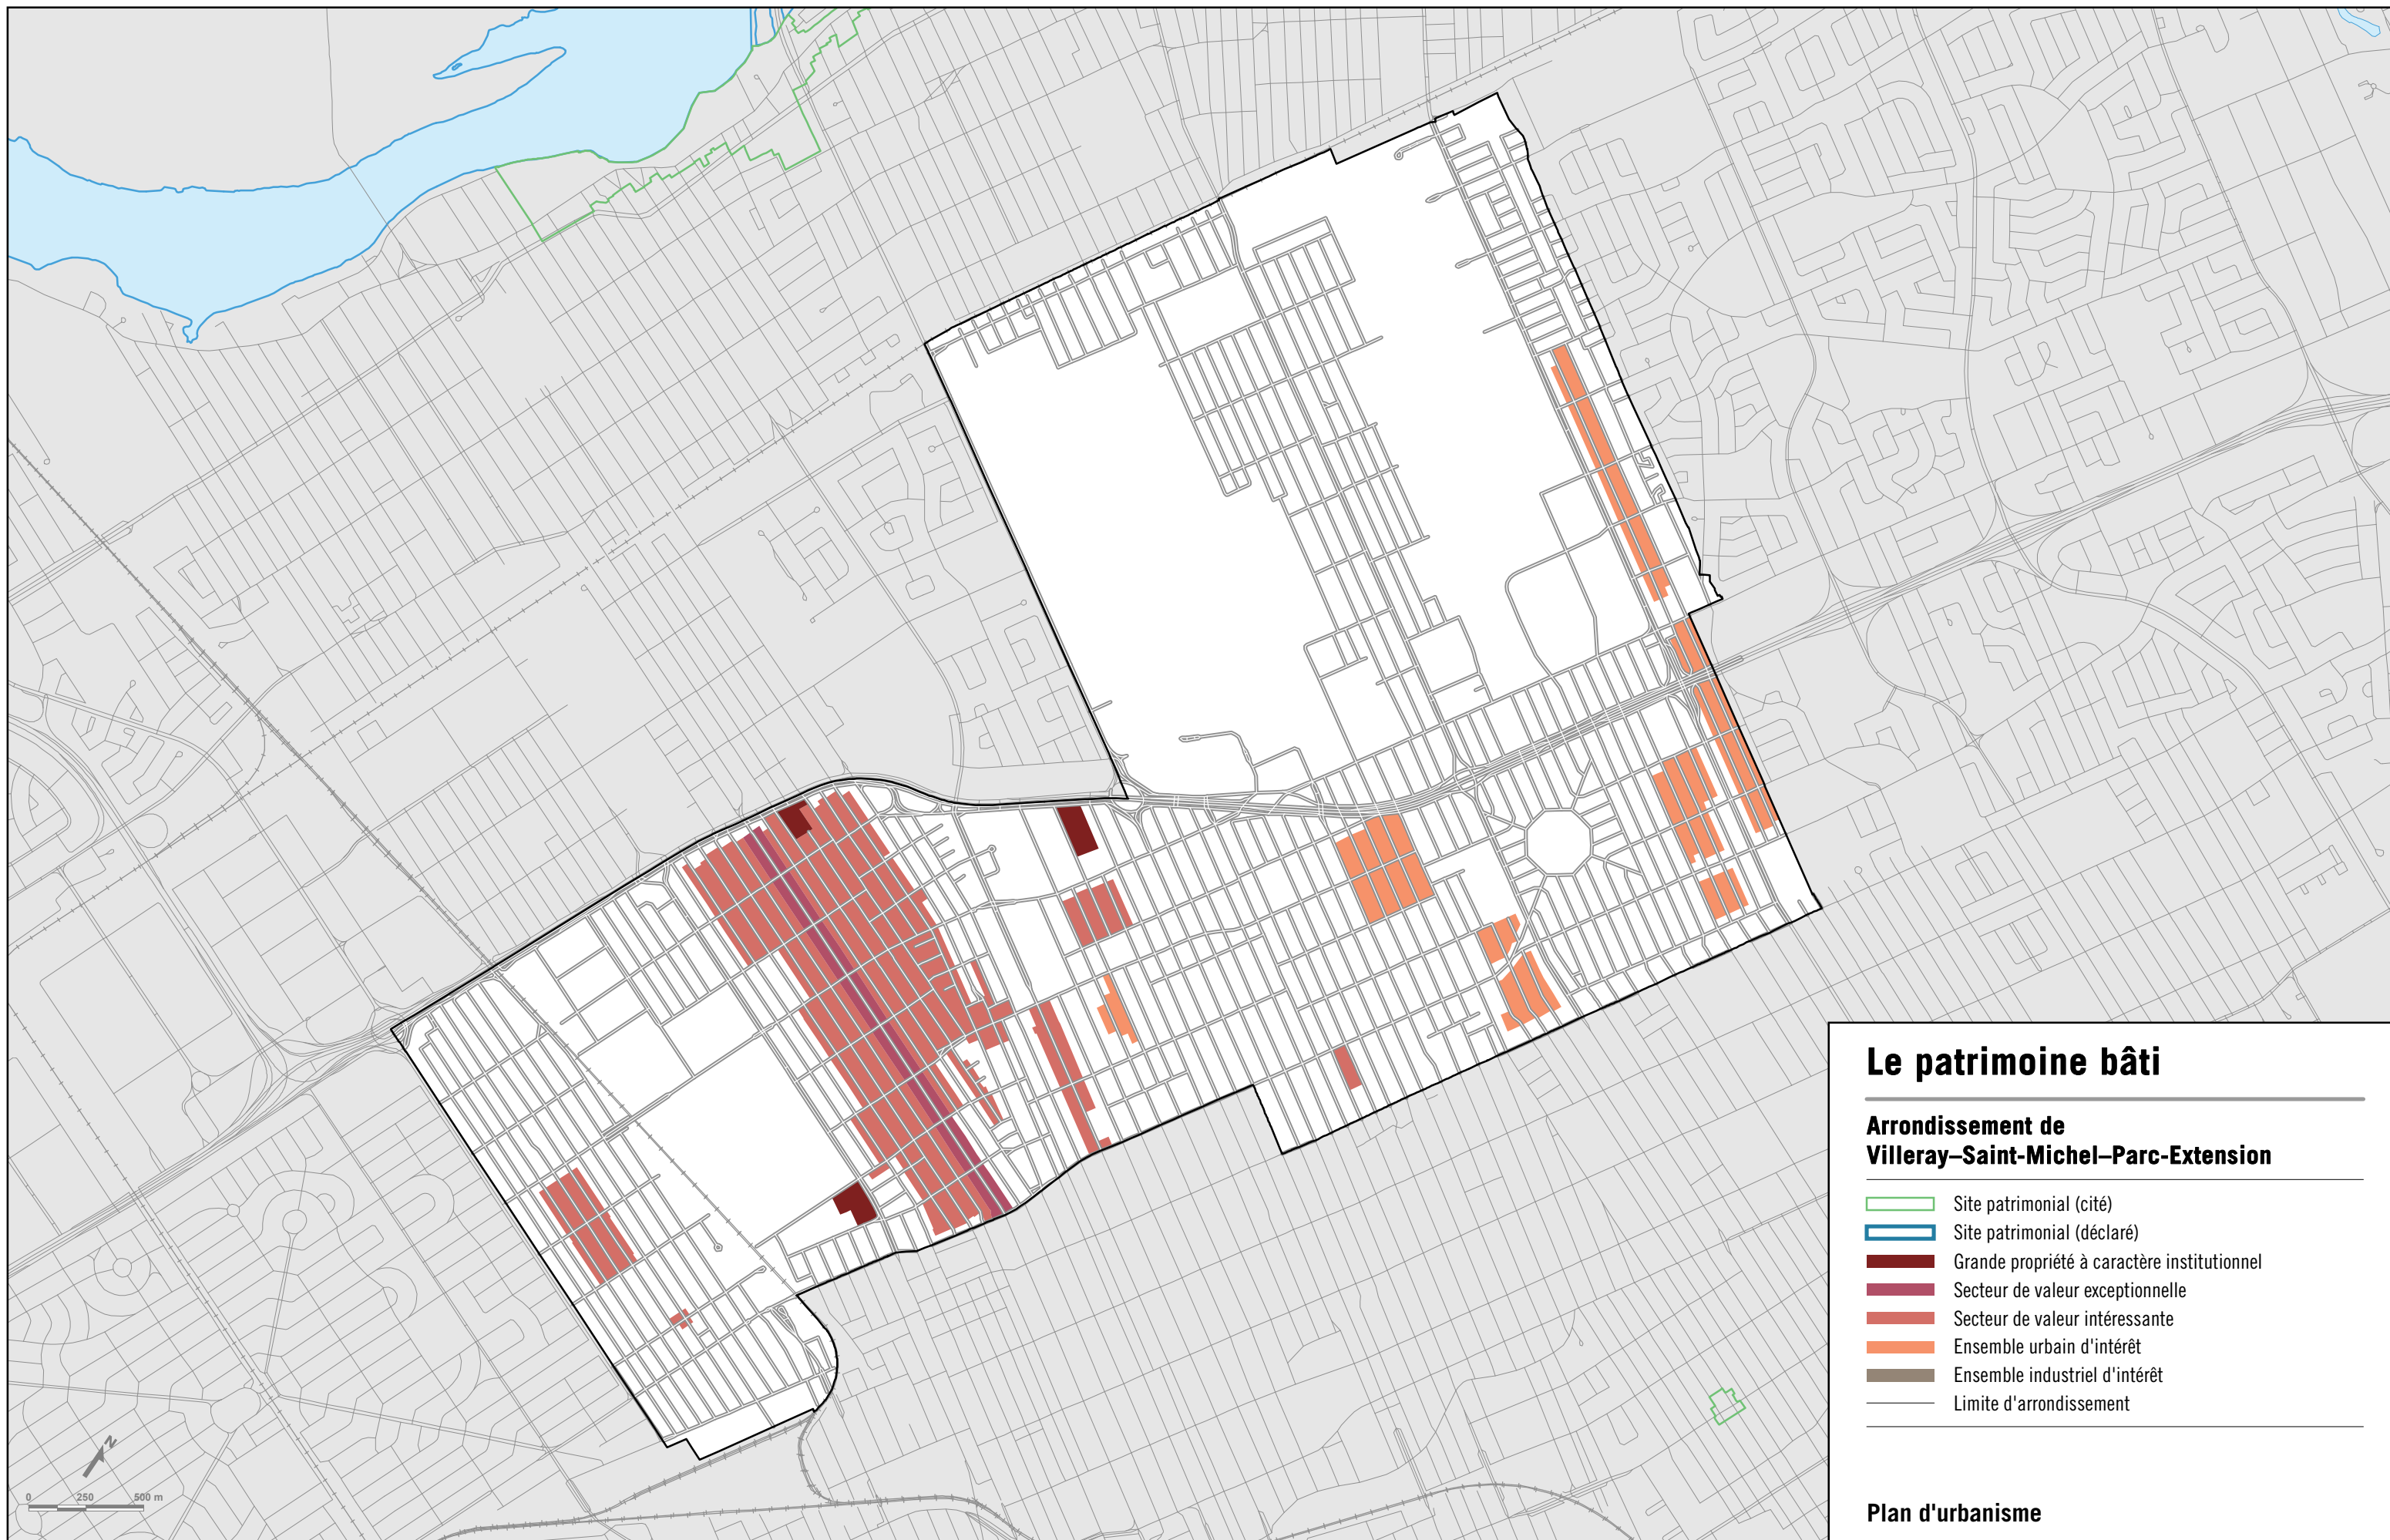 Le patrimoine bâti
Arrondissement de
Villeray–Saint-Michel–Parc-Extension
Site patrimonial (cité)
Site patrimonial (déclaré)
Grande propriété à caractère institutionnel
Secteur de valeur exceptionnelle
Secteur de valeur intéressante
Ensemble urbain d'intérêt
Ensemble industriel d'intérêt
Limite d'arrondissement
Plan d'urbanisme
N
0 250 500 m